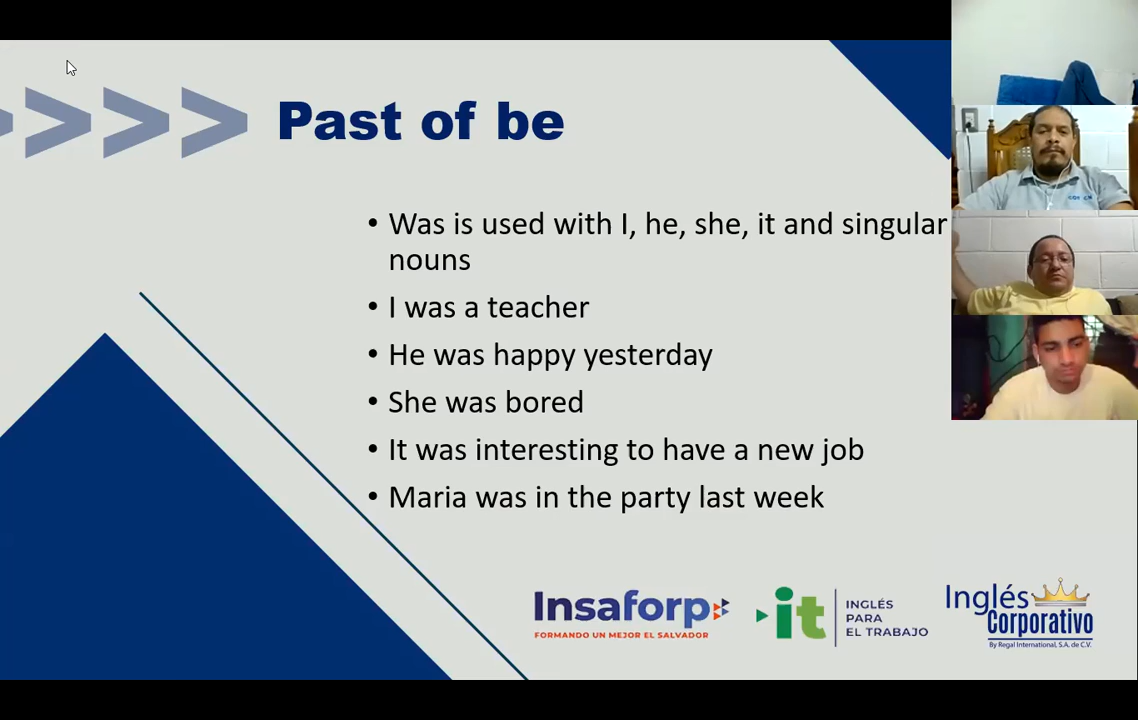 Past of be
• Was is used with I, he, she, it and singular
nouns
• I was a teacher
• He was happy yesterday
• She was bored
• It was interesting to have a new job
• Maria was in the party last week
Insaforp
FORMANDO UN MEJOR EL SALVADOR
it
INGLÉS
PARA
EL TRABAJO
Inglés
Corporativo
By Regal International, S.A. de C.V.